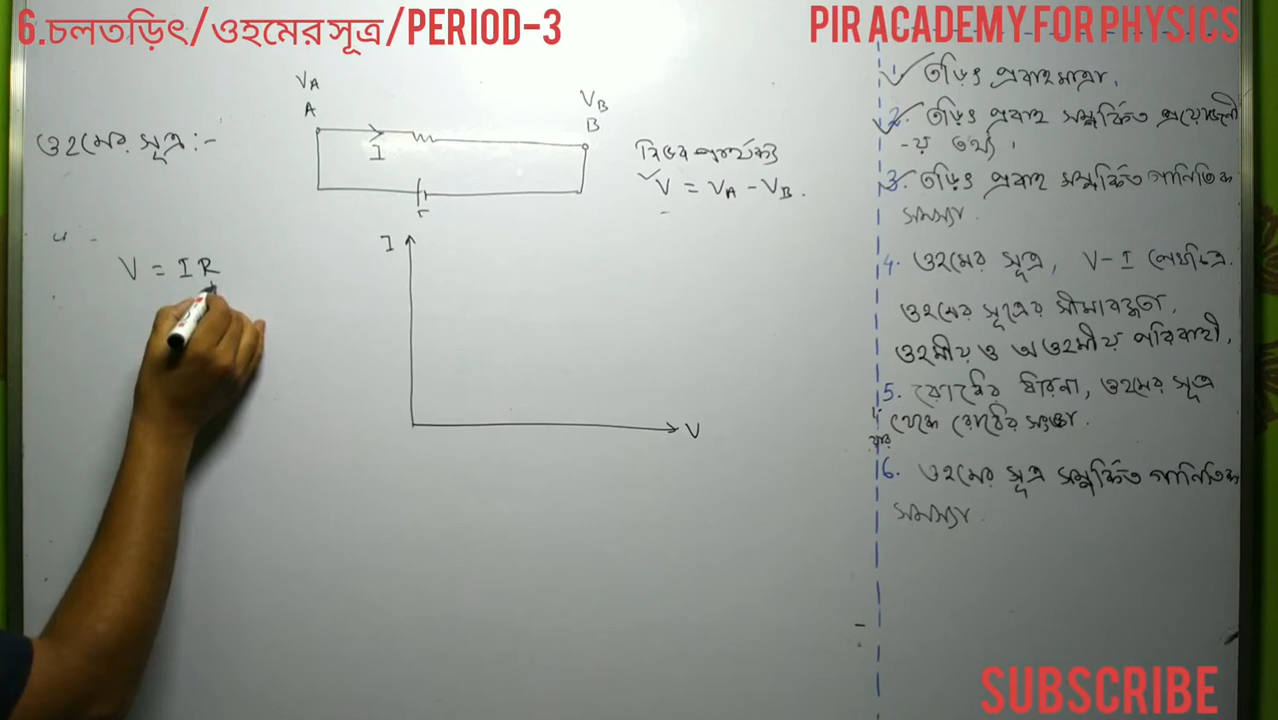 6.চলতড়িৎ/ওহমের সূত্র/PERIOD-3
PIR ACADEMY FOR PHYSICS
ওহমের সূত্র:-
VA
A
I
VB
B
বিভব পার্থক্য
V = VA - VB.
V = IR
I
V
1. তড়িৎ প্রবাহমাত্রা.
2. তড়িৎ প্রবাহ সম্পর্কিত প্রয়োজনী
-য় তথ্য।
3. তড়িৎ প্রবাহ সম্পর্কিত গানিতিক
সমস্যা.
4. ওহমের সূত্র, V-I লেখচিত্র.
ওহমের সূত্রের সীমাবদ্ধতা.
ওহমীয় ও অওহমীয় পরিবাহী,
5. রোধের ধারনা, ওহমের সূত্র
থেকে রোধের সংজ্ঞা.
6. ওহমের সূত্র সম্পর্কিত গানিতিক
সমস্যা.
SUBSCRIBE